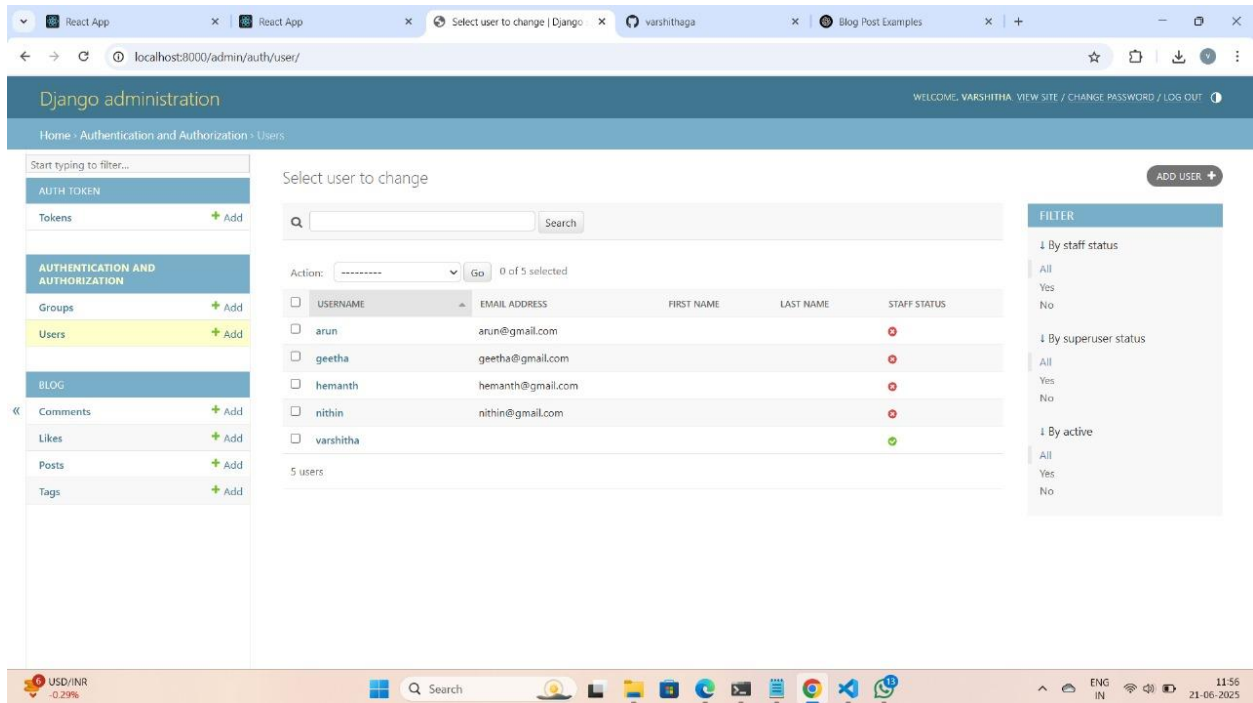 React App
React App
Select user to change | Django
varshithaga
Blog Post Examples
localhost:8000/admin/auth/user/
Django administration
WELCOME, VARSHITHA VIEW SITE / CHANGE PASSWORD / LOG OUT
Home › Authentication and Authorization › Users
Start typing to filter...
AUTH TOKEN
Tokens + Add
AUTHENTICATION AND
AUTHORIZATION
Groups + Add
Users + Add
BLOG
Comments + Add
Likes + Add
Posts + Add
Tags + Add
Select user to change
ADD USER +
Search
Action: --------- Go 0 of 5 selected
USERNAME EMAIL ADDRESS FIRST NAME LAST NAME STAFF STATUS
arun arun@gmail.com
geetha geetha@gmail.com
hemanth hemanth@gmail.com
nithin nithin@gmail.com
varshitha
5 users
FILTER
↓ By staff status
All
Yes
No
↓ By superuser status
All
Yes
No
↓ By active
All
Yes
No
6
USD/INR
-0.29%
Search
13
ENG
IN
11:56
21-06-2025